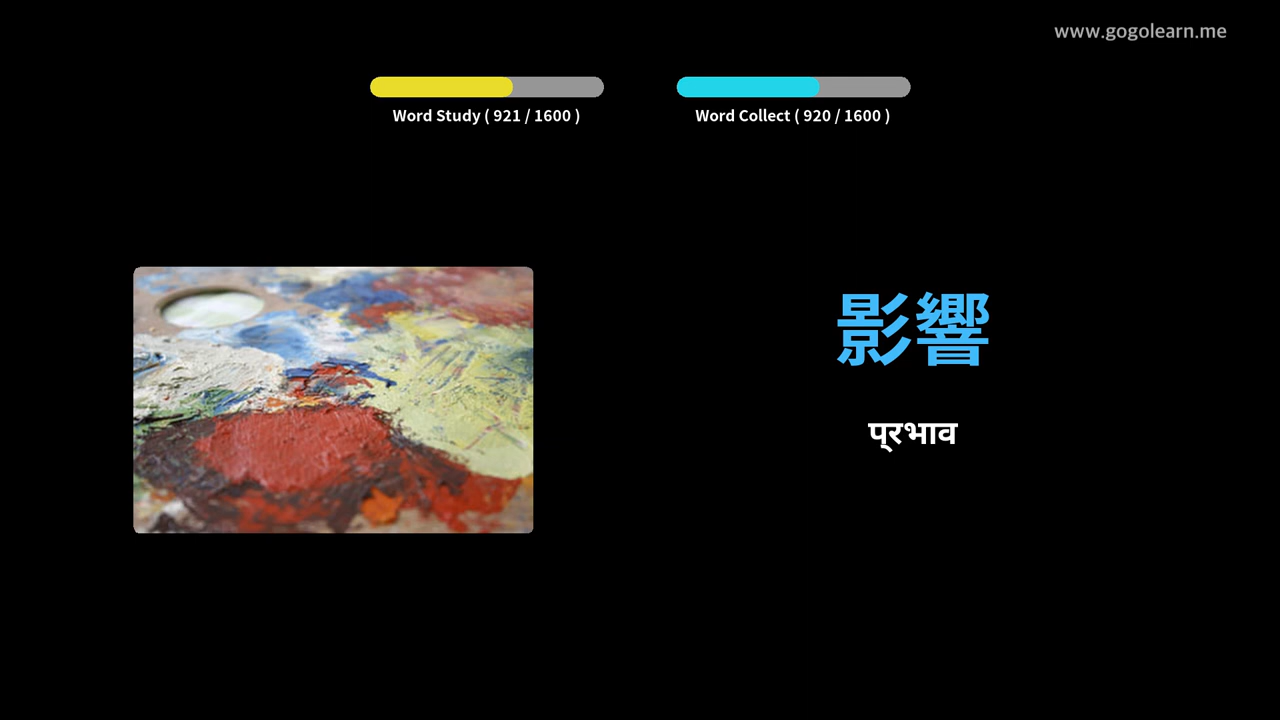 www.gogolearn.me
Word Study ( 921 / 1600 )
Word Collect ( 920 / 1600 )
影響
प्रभाव